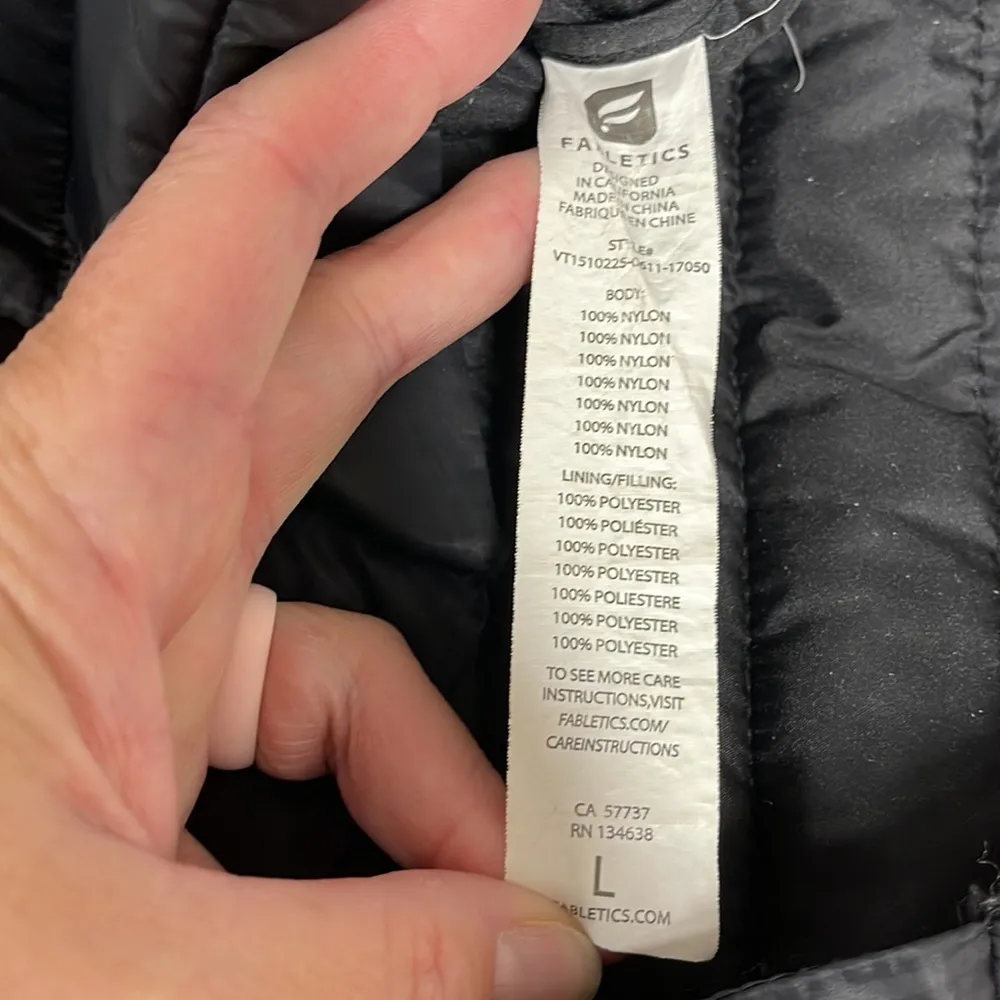 FABLETICS
DESIGNED
IN CALIFORNIA
MADE IN CHINA
FABRIQUÉ EN CHINE
STYLE#
VT1510225-0611-17050
BODY:
100% NYLON
100% NYLON
100% NYLON
100% NYLON
100% NYLON
100% NYLON
100% NYLON
LINING/FILLING:
100% POLYESTER
100% POLIÉSTER
100% POLYESTER
100% POLYESTER
100% POLIESTERE
100% POLYESTER
100% POLYESTER
TO SEE MORE CARE
INSTRUCTIONS,VISIT
FABLETICS.COM/
CAREINSTRUCTIONS
CA 57737
RN 134638
L
FABLETICS.COM